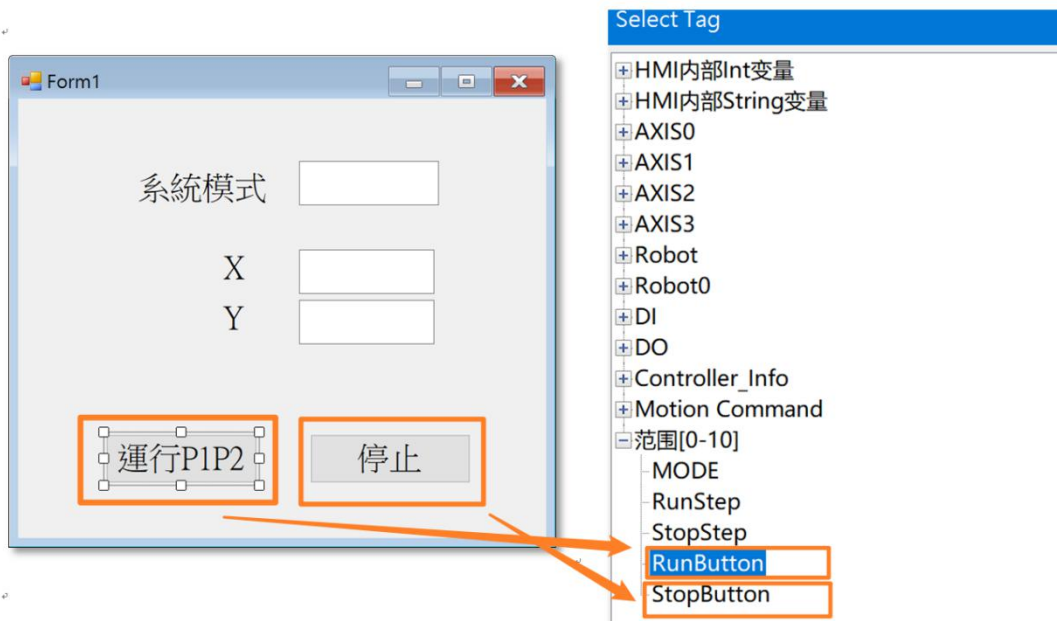 Form1
系統模式
X
Y
運行P1P2
停止
Select Tag
HMI内部Int变量
HMI内部String变量
AXIS0
AXIS1
AXIS2
AXIS3
Robot
Robot0
DI
DO
Controller_Info
Motion Command
范围[0-10]
MODE
RunStep
StopStep
RunButton
StopButton